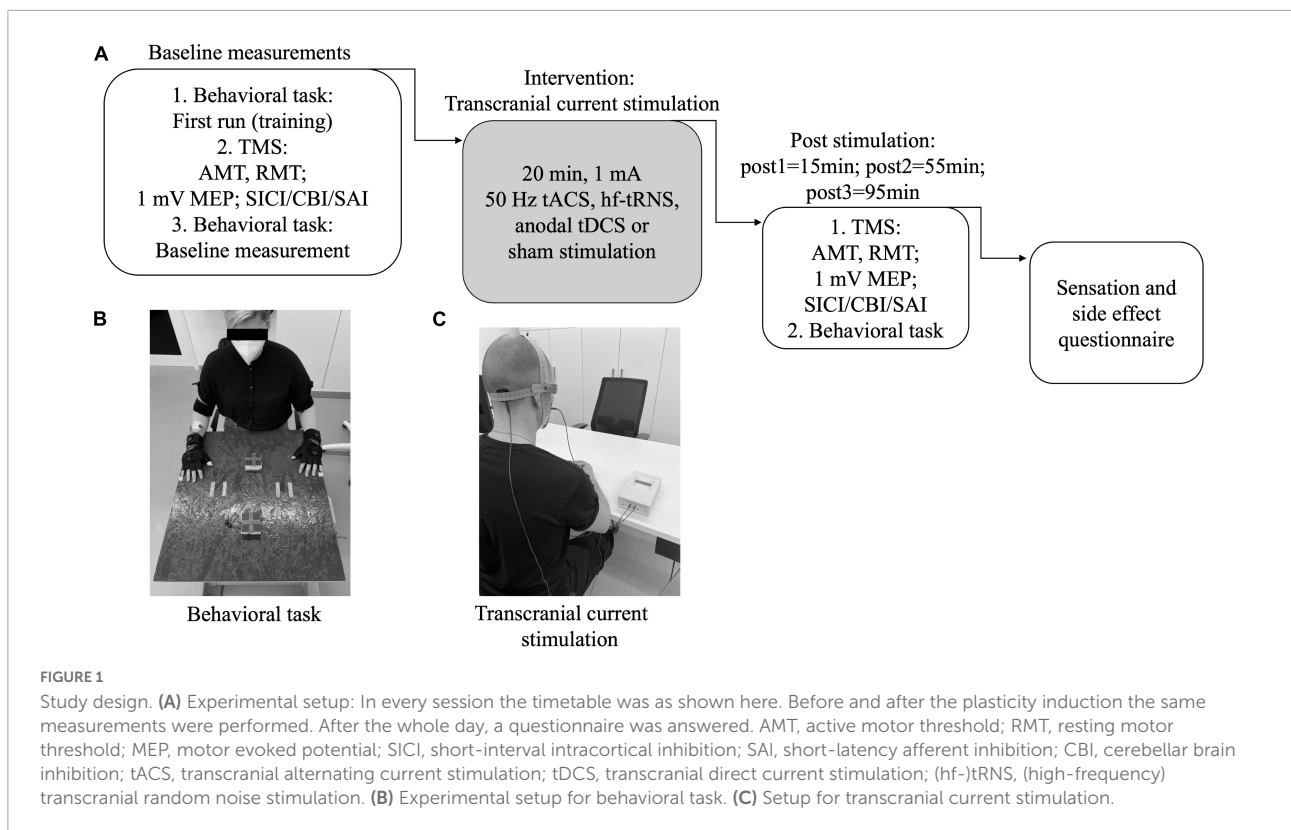 A
Baseline measurements
1. Behavioral task:
First run (training)
2. TMS:
AMT, RMT;
1 mV MEP; SICI/CBI/SAI
3. Behavioral task:
Baseline measurement
Intervention:
Transcranial current stimulation
20 min, 1 mA
50 Hz tACS, hf-tRNS,
anodal tDCS or
sham stimulation
Post stimulation:
post1=15min; post2=55min;
post3=95min
1. TMS:
AMT, RMT;
1 mV MEP;
SICI/CBI/SAI
2. Behavioral task
Sensation and
side effect
questionnaire
B
Behavioral task
C
Transcranial current
stimulation
FIGURE 1
Study design. (A) Experimental setup: In every session the timetable was as shown here. Before and after the plasticity induction the same
measurements were performed. After the whole day, a questionnaire was answered. AMT, active motor threshold; RMT, resting motor
threshold; MEP, motor evoked potential; SICI, short-interval intracortical inhibition; SAI, short-latency afferent inhibition; CBI, cerebellar brain
inhibition; tACS, transcranial alternating current stimulation; tDCS, transcranial direct current stimulation; (hf-)tRNS, (high-frequency)
transcranial random noise stimulation. (B) Experimental setup for behavioral task. (C) Setup for transcranial current stimulation.